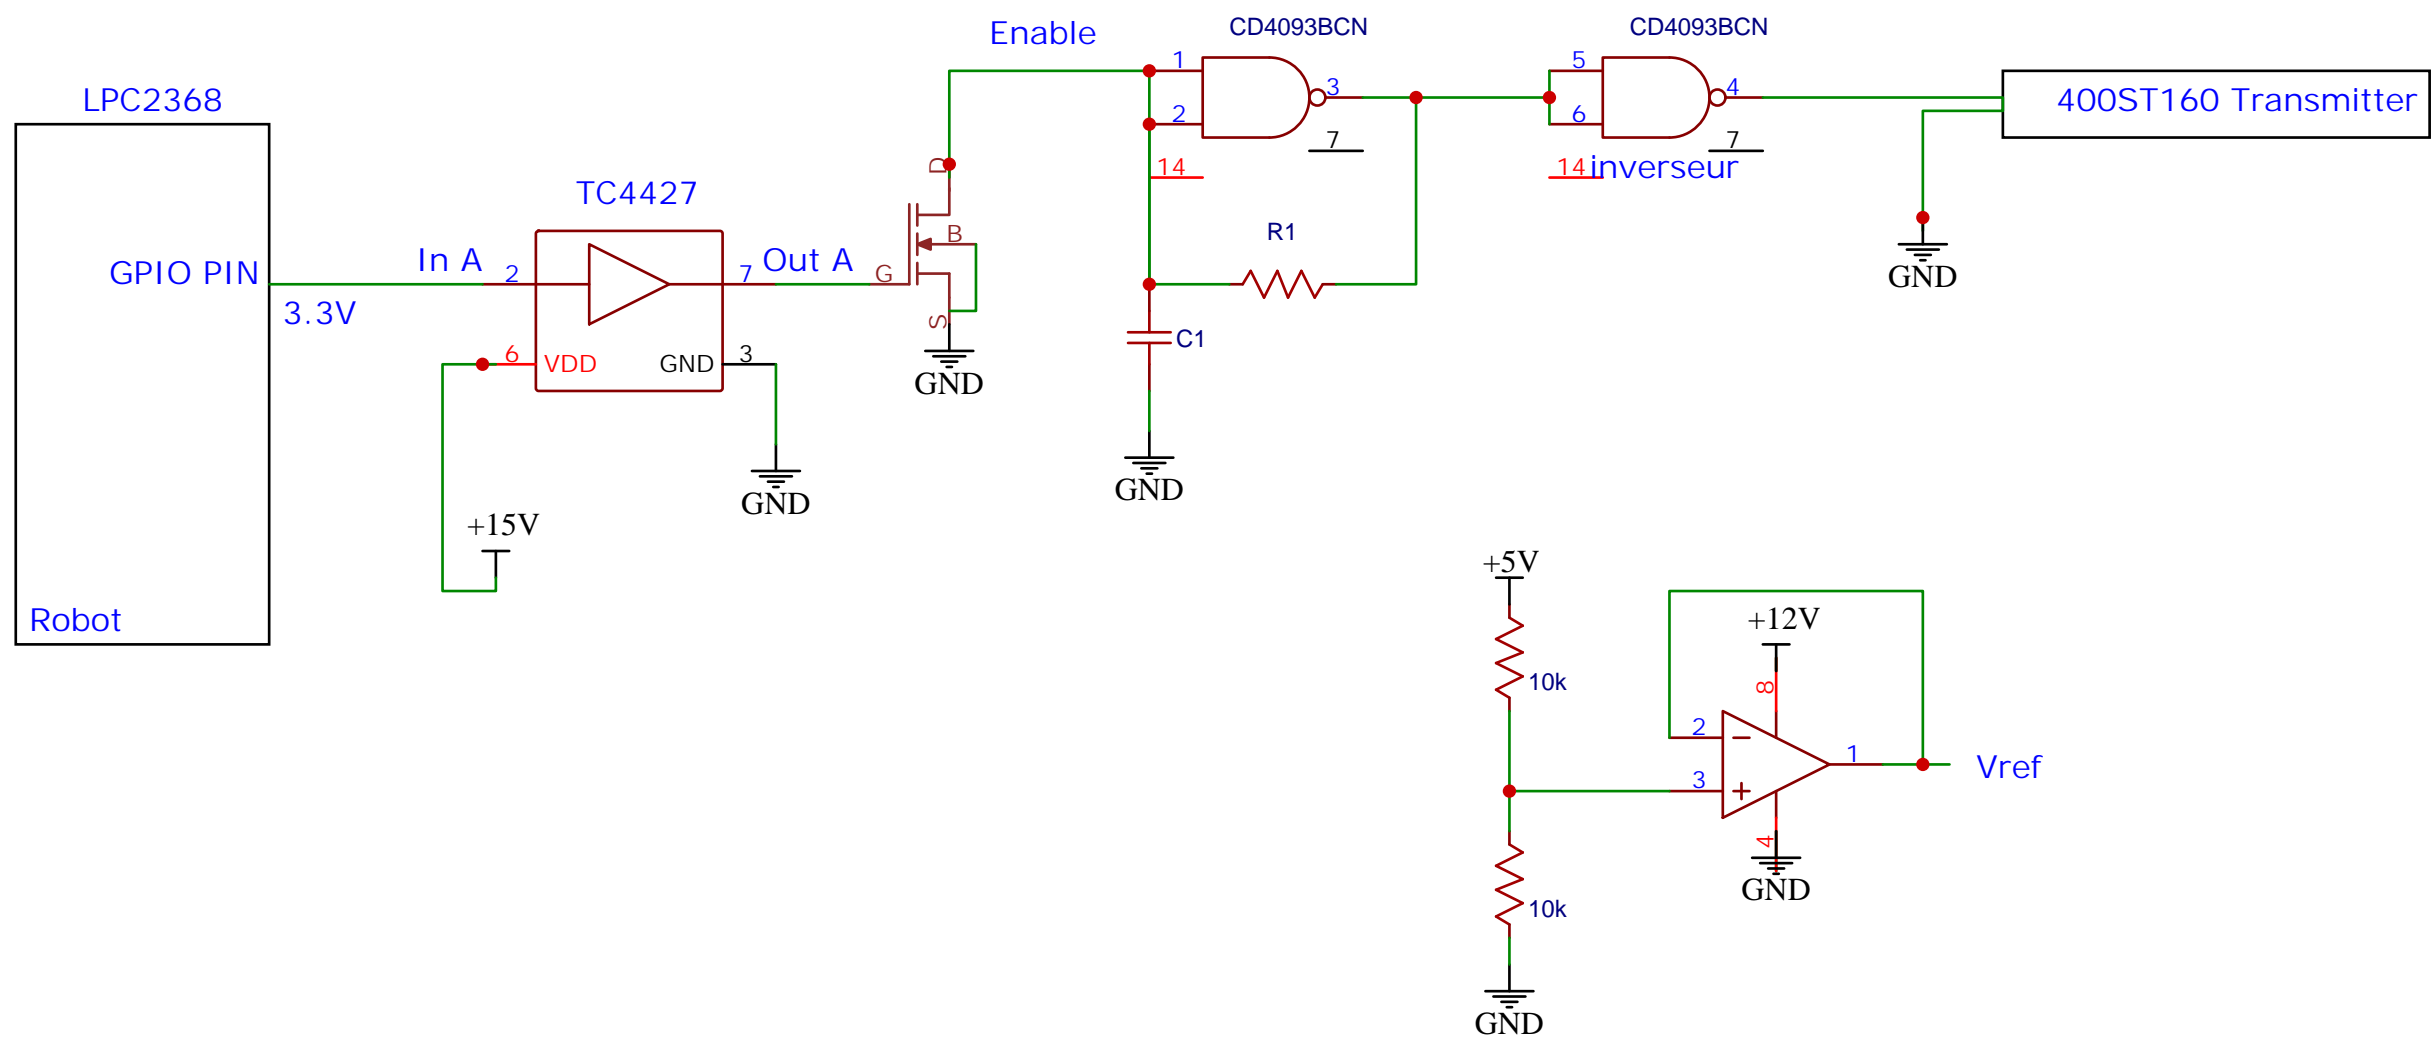 Enable
CD4093BCN
CD4093BCN
LPC2368
1
2
3
7
14
5
6
4
7
14
inverseur
400ST160 Transmitter
GND
TC4427
GPIO PIN
3.3V
In A
2
7
Out A
6
VDD
GND
3
D
B
G
S
GND
R1
C1
GND
GND
+15V
Robot
+5V
10k
10k
GND
+12V
8
2
3
1
4
GND
Vref